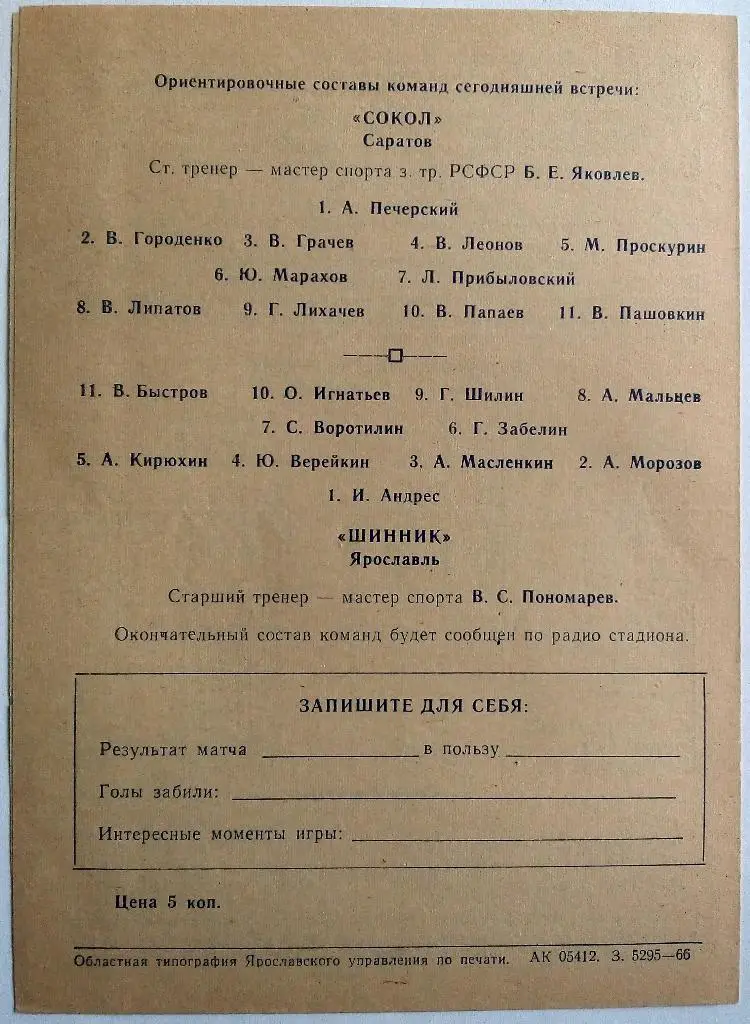 Ориентировочные составы команд сегодняшней встречи:
«СОКОЛ»
Саратов
Ст. тренер — мастер спорта з. тр. РСФСР Б. Е. Яковлев.
1. А. Печерский
2. В. Городенко 3. В. Грачев 4. В. Леонов 5. М. Проскурин
6. Ю. Марахов 7. Л. Прибыловский
8. В. Липатов 9. Г. Лихачев 10. В. Папаев 11. В. Пашовкин
11. В. Быстров 10. О. Игнатьев 9. Г. Шилин 8. А. Мальцев
7. С. Воротилин 6. Г. Забелин
5. А. Кирюхин 4. Ю. Верейкин 3. А. Масленкин 2. А. Морозов
1. И. Андрес
«ШИННИК»
Ярославль
Старший тренер — мастер спорта В. С. Пономарев.
Окончательный состав команд будет сообщен по радио стадиона.
ЗАПИШИТЕ ДЛЯ СЕБЯ:
Результат матча в пользу
Голы забили:
Интересные моменты игры:
Цена 5 коп.
Областная типография Ярославского управления по печати. АК 05412. З. 5295—66